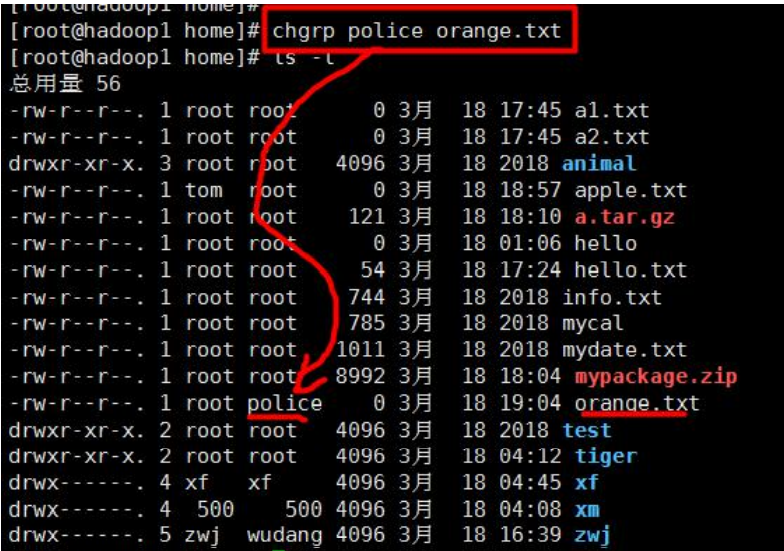 [root@hadoop1 home]#
[root@hadoop1 home]# chgrp police orange.txt
[root@hadoop1 home]# ls -l
总用量 56
-rw-r--r--. 1 root root 0 3月 18 17:45 a1.txt
-rw-r--r--. 1 root root 0 3月 18 17:45 a2.txt
drwxr-xr-x. 3 root root 4096 3月 18 2018 animal
-rw-r--r--. 1 tom root 0 3月 18 18:57 apple.txt
-rw-r--r--. 1 root root 121 3月 18 18:10 a.tar.gz
-rw-r--r--. 1 root root 0 3月 18 01:06 hello
-rw-r--r--. 1 root root 54 3月 18 17:24 hello.txt
-rw-r--r--. 1 root root 744 3月 18 2018 info.txt
-rw-r--r--. 1 root root 785 3月 18 2018 mycal
-rw-r--r--. 1 root root 1011 3月 18 2018 mydate.txt
-rw-r--r--. 1 root root 8992 3月 18 18:04 mypackage.zip
-rw-r--r--. 1 root police 0 3月 18 19:04 orange.txt
drwxr-xr-x. 2 root root 4096 3月 18 2018 test
drwxr-xr-x. 2 root root 4096 3月 18 04:12 tiger
drwx------. 4 xf xf 4096 3月 18 04:45 xf
drwx------. 4 500 500 4096 3月 18 04:08 xm
drwx------. 5 zwj wudang 4096 3月 18 16:39 zwj